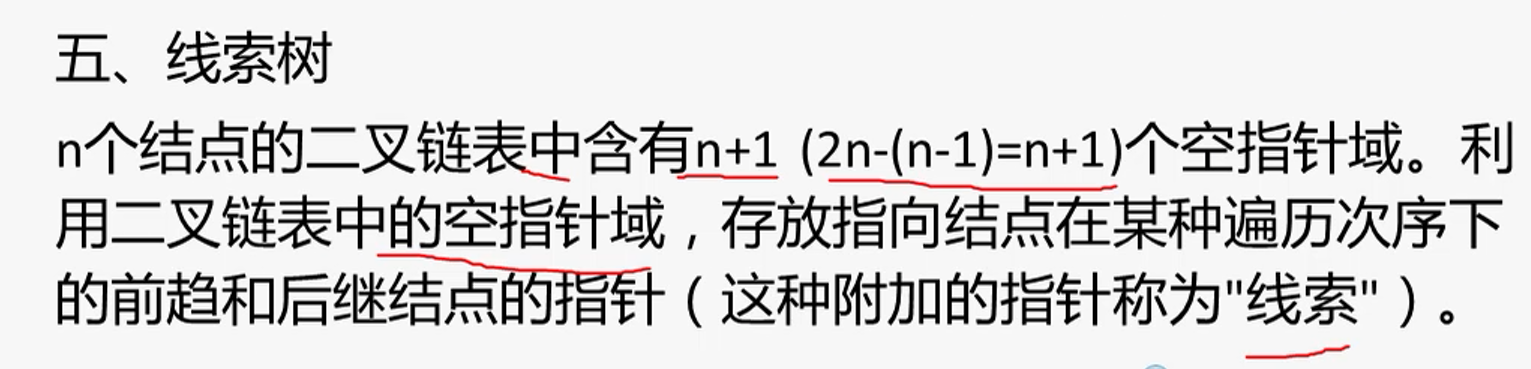 五、线索树
n个结点的二叉链表中含有n+1 (2n-(n-1)=n+1)个空指针域。利
用二叉链表中的空指针域，存放指向结点在某种遍历次序下
的前趋和后继结点的指针（这种附加的指针称为"线索"）。